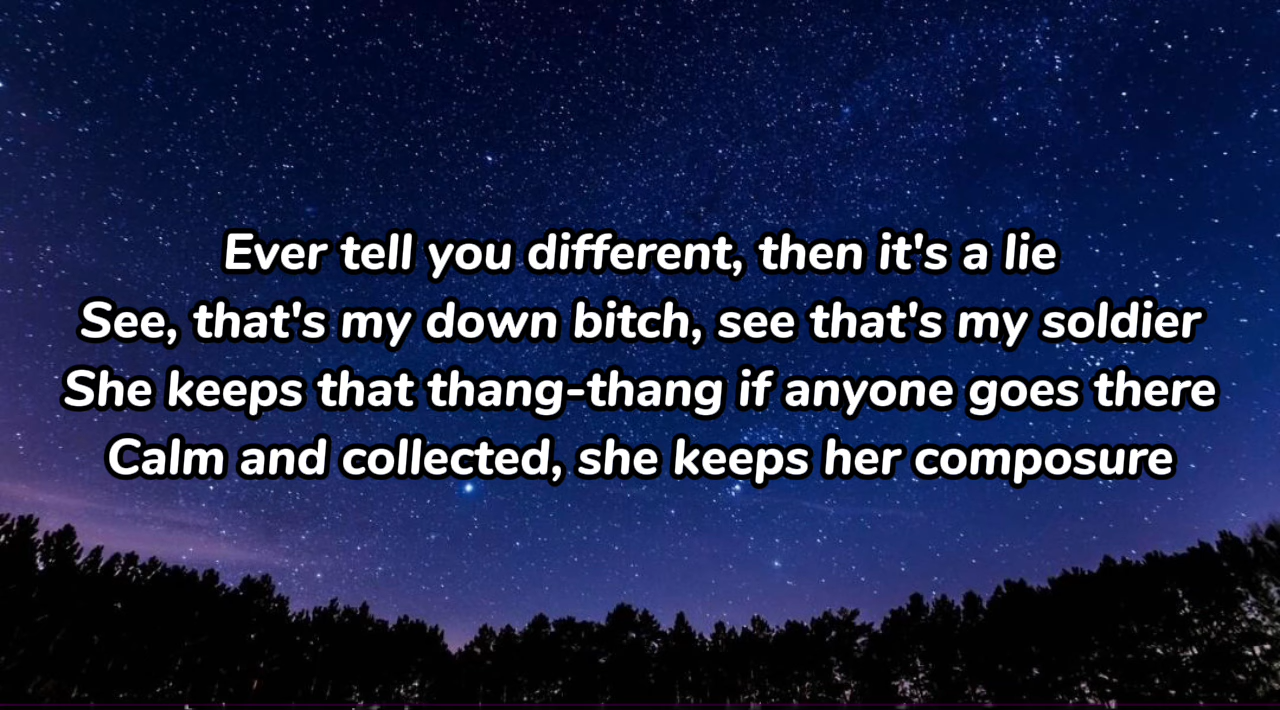 Ever tell you different, then it's a lie
See, that's my down bitch, see that's my soldier
She keeps that thang-thang if anyone goes there
Calm and collected, she keeps her composure